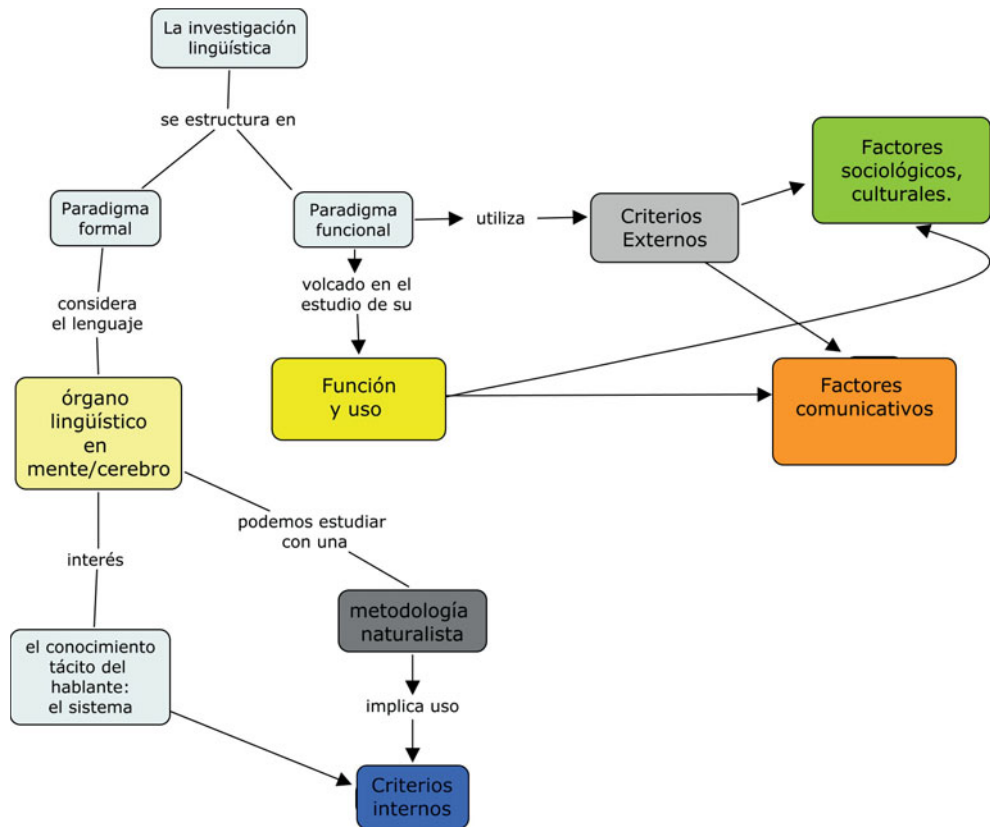 La investigación
lingüística
se estructura en
Paradigma
formal
Paradigma
funcional
utiliza
Criterios
Externos
Factores
sociológicos,
culturales.
considera
el lenguaje
volcado en el
estudio de su
órgano
lingüístico
en
mente/cerebro
Función
y uso
Factores
comunicativos
podemos estudiar
con una
interés
metodología
naturalista
el conocimiento
tácito del
hablante:
el sistema
implica uso
Criterios
internos